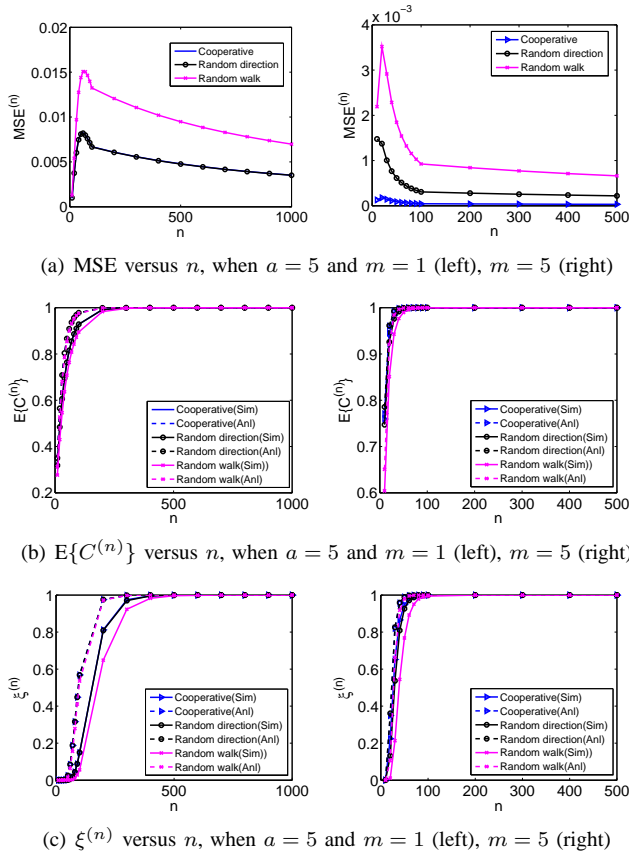 Cooperative
Random direction
Random walk
0.02
0.015
0.01
0.005
0
MSE^(n)
0
500
1000
n
x 10^-3
Cooperative
Random direction
Random walk
4
3
2
1
0
MSE^(n)
0
100
200
300
400
500
n
(a) MSE versus n, when a = 5 and m = 1 (left), m = 5 (right)
1
0.8
0.6
0.4
0.2
E{C^(n)}
Cooperative(Sim)
Cooperative(Anl)
Random direction(Sim)
Random direction(Anl)
Random walk(Sim))
Random walk(Anl)
0
500
1000
n
1
0.9
0.8
0.7
0.6
E{C^(n)}
Cooperative(Sim)
Cooperative(Anl)
Random direction(Sim)
Random direction(Anl)
Random walk(Sim))
Random walk(Anl)
0
100
200
300
400
500
n
(b) E{C^(n)} versus n, when a = 5 and m = 1 (left), m = 5 (right)
1
0.8
0.6
0.4
0.2
0
ξ^(n)
Cooperative(Sim)
Cooperative(Anl)
Random direction(Sim)
Random direction(Anl)
Random walk(Sim))
Random walk(Anl)
0
500
1000
n
1
0.8
0.6
0.4
0.2
0
ξ^(n)
Cooperative(Sim)
Cooperative(Anl)
Random direction(Sim)
Random direction(Anl)
Random walk(Sim))
Random walk(Anl)
0
100
200
300
400
500
n
(c) ξ^(n) versus n, when a = 5 and m = 1 (left), m = 5 (right)